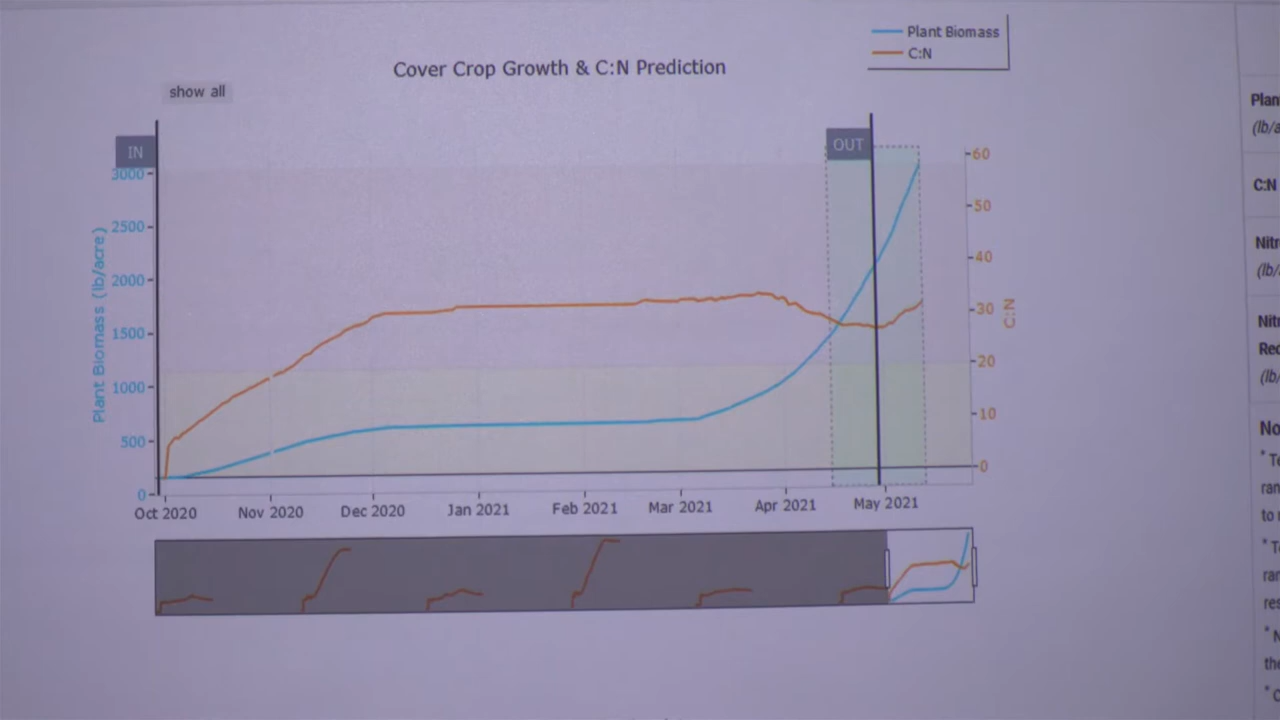 Plant Biomass
C:N
Cover Crop Growth & C:N Prediction
show all
IN
OUT
3000
2500
2000
1500
1000
500
0
Plant Biomass (lb/acre)
60
50
40
30
20
10
0
C:N
Oct 2020
Nov 2020
Dec 2020
Jan 2021
Feb 2021
Mar 2021
Apr 2021
May 2021
C:N